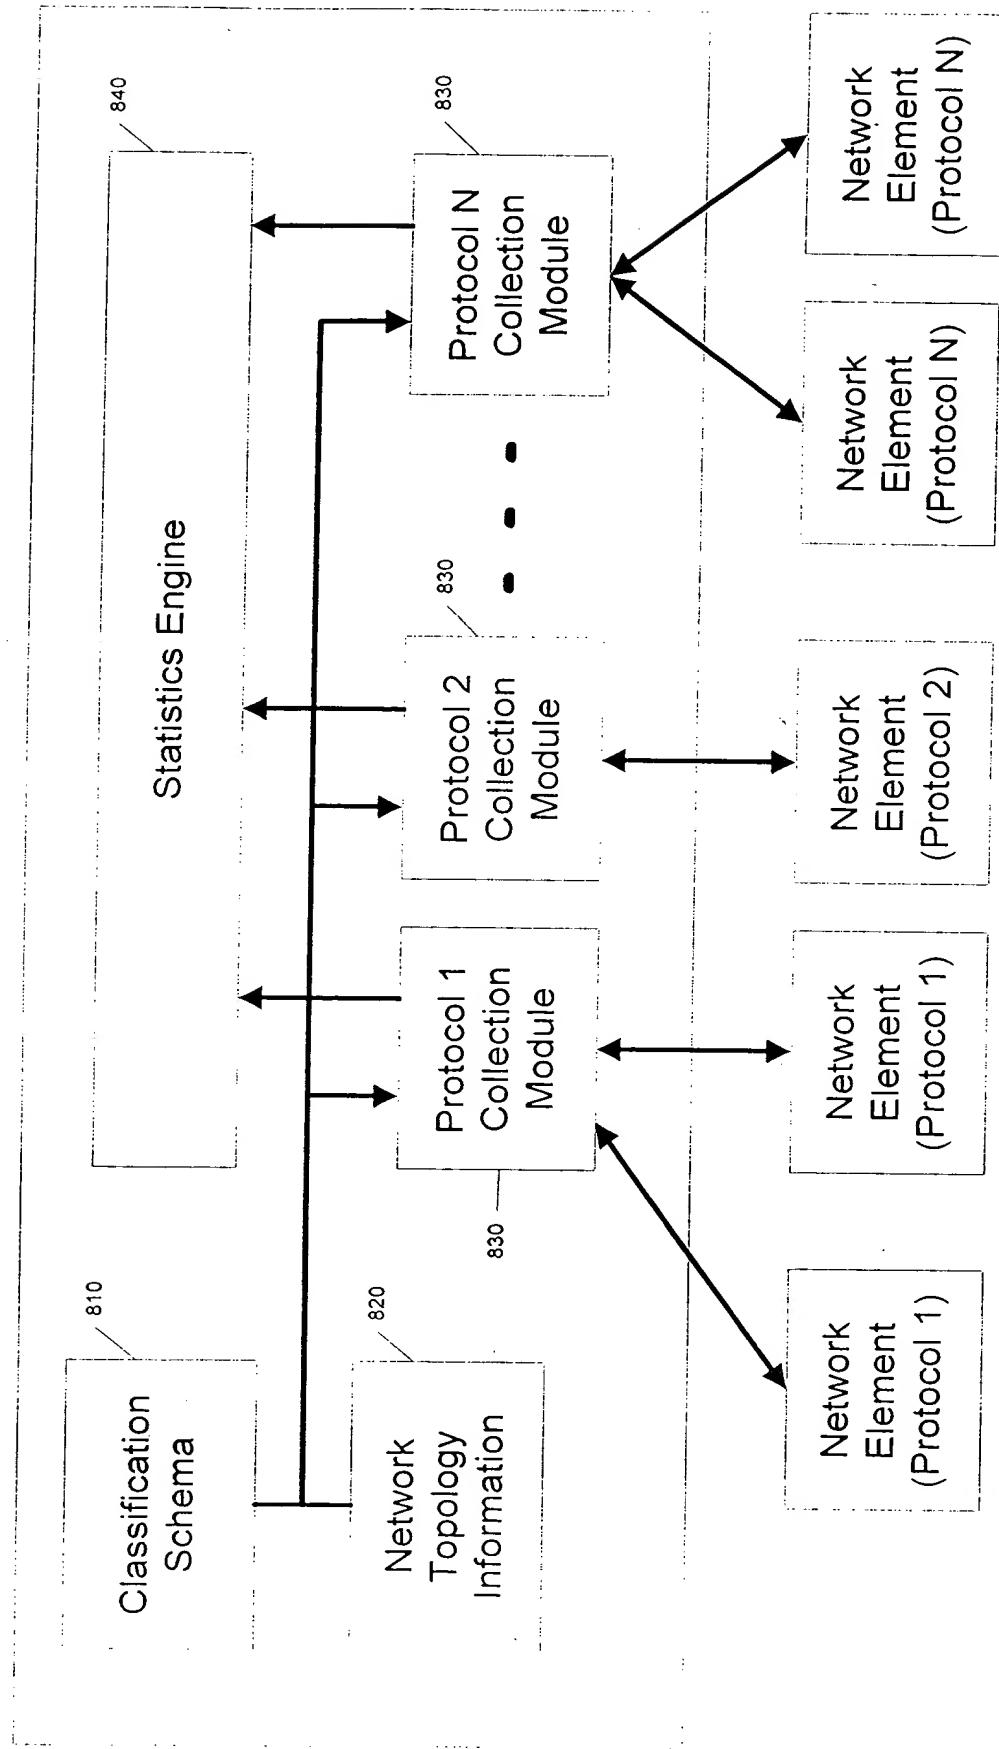 810
Classification
Schema
840
Statistics Engine
820
Network
Topology
Information
830
Protocol 1
Collection
Module
830
Protocol 2
Collection
Module
830
Protocol N
Collection
Module
Network
Element
(Protocol 1)
Network
Element
(Protocol 1)
Network
Element
(Protocol 2)
Network
Element
(Protocol N)
Network
Element
(Protocol N)